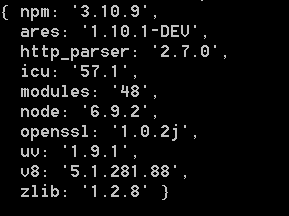 { npm: '3.10.9',
ares: '1.10.1-DEV',
http_parser: '2.7.0',
icu: '57.1',
modules: '48',
node: '6.9.2',
openssl: '1.0.2j',
uv: '1.9.1',
v8: '5.1.281.88',
zlib: '1.2.8' }